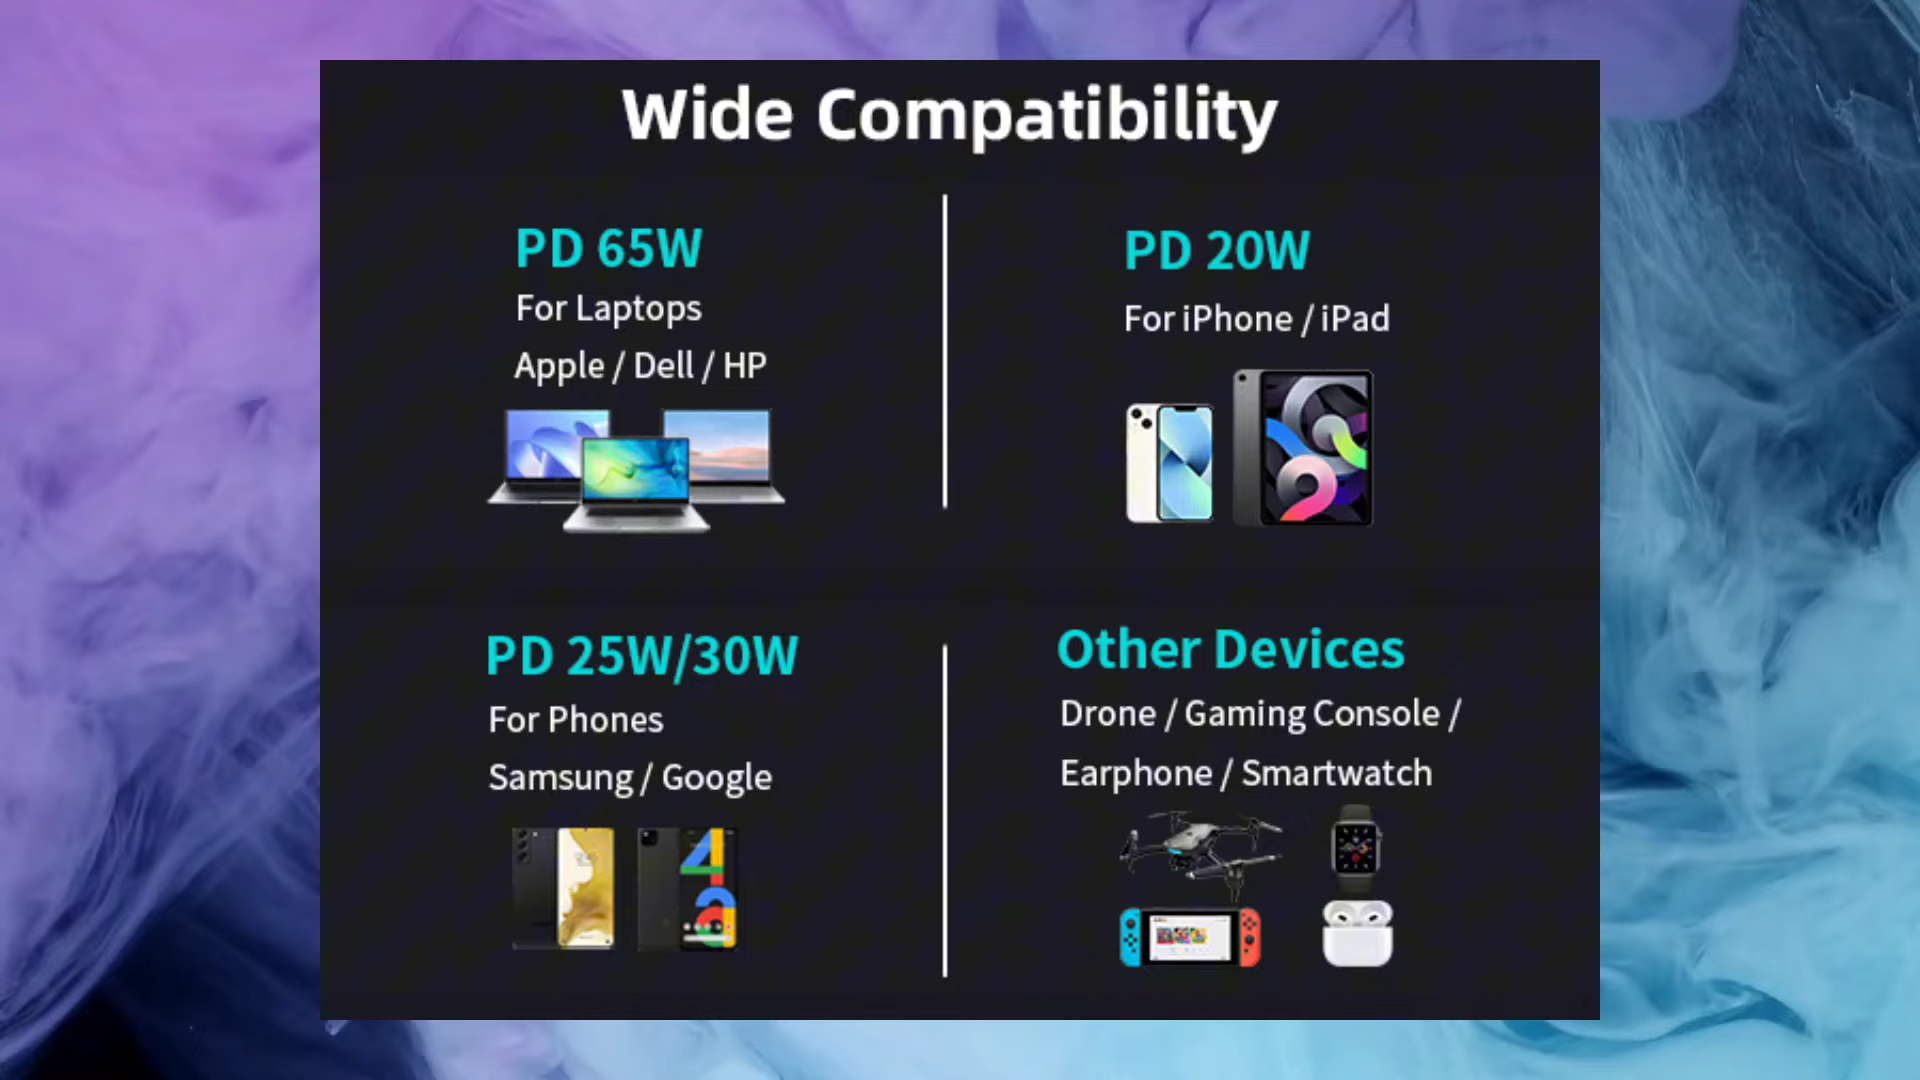 Wide Compatibility
PD 65W
For Laptops
Apple / Dell / HP
PD 20W
For iPhone / iPad
PD 25W/30W
For Phones
Samsung / Google
Other Devices
Drone / Gaming Console /
Earphone / Smartwatch